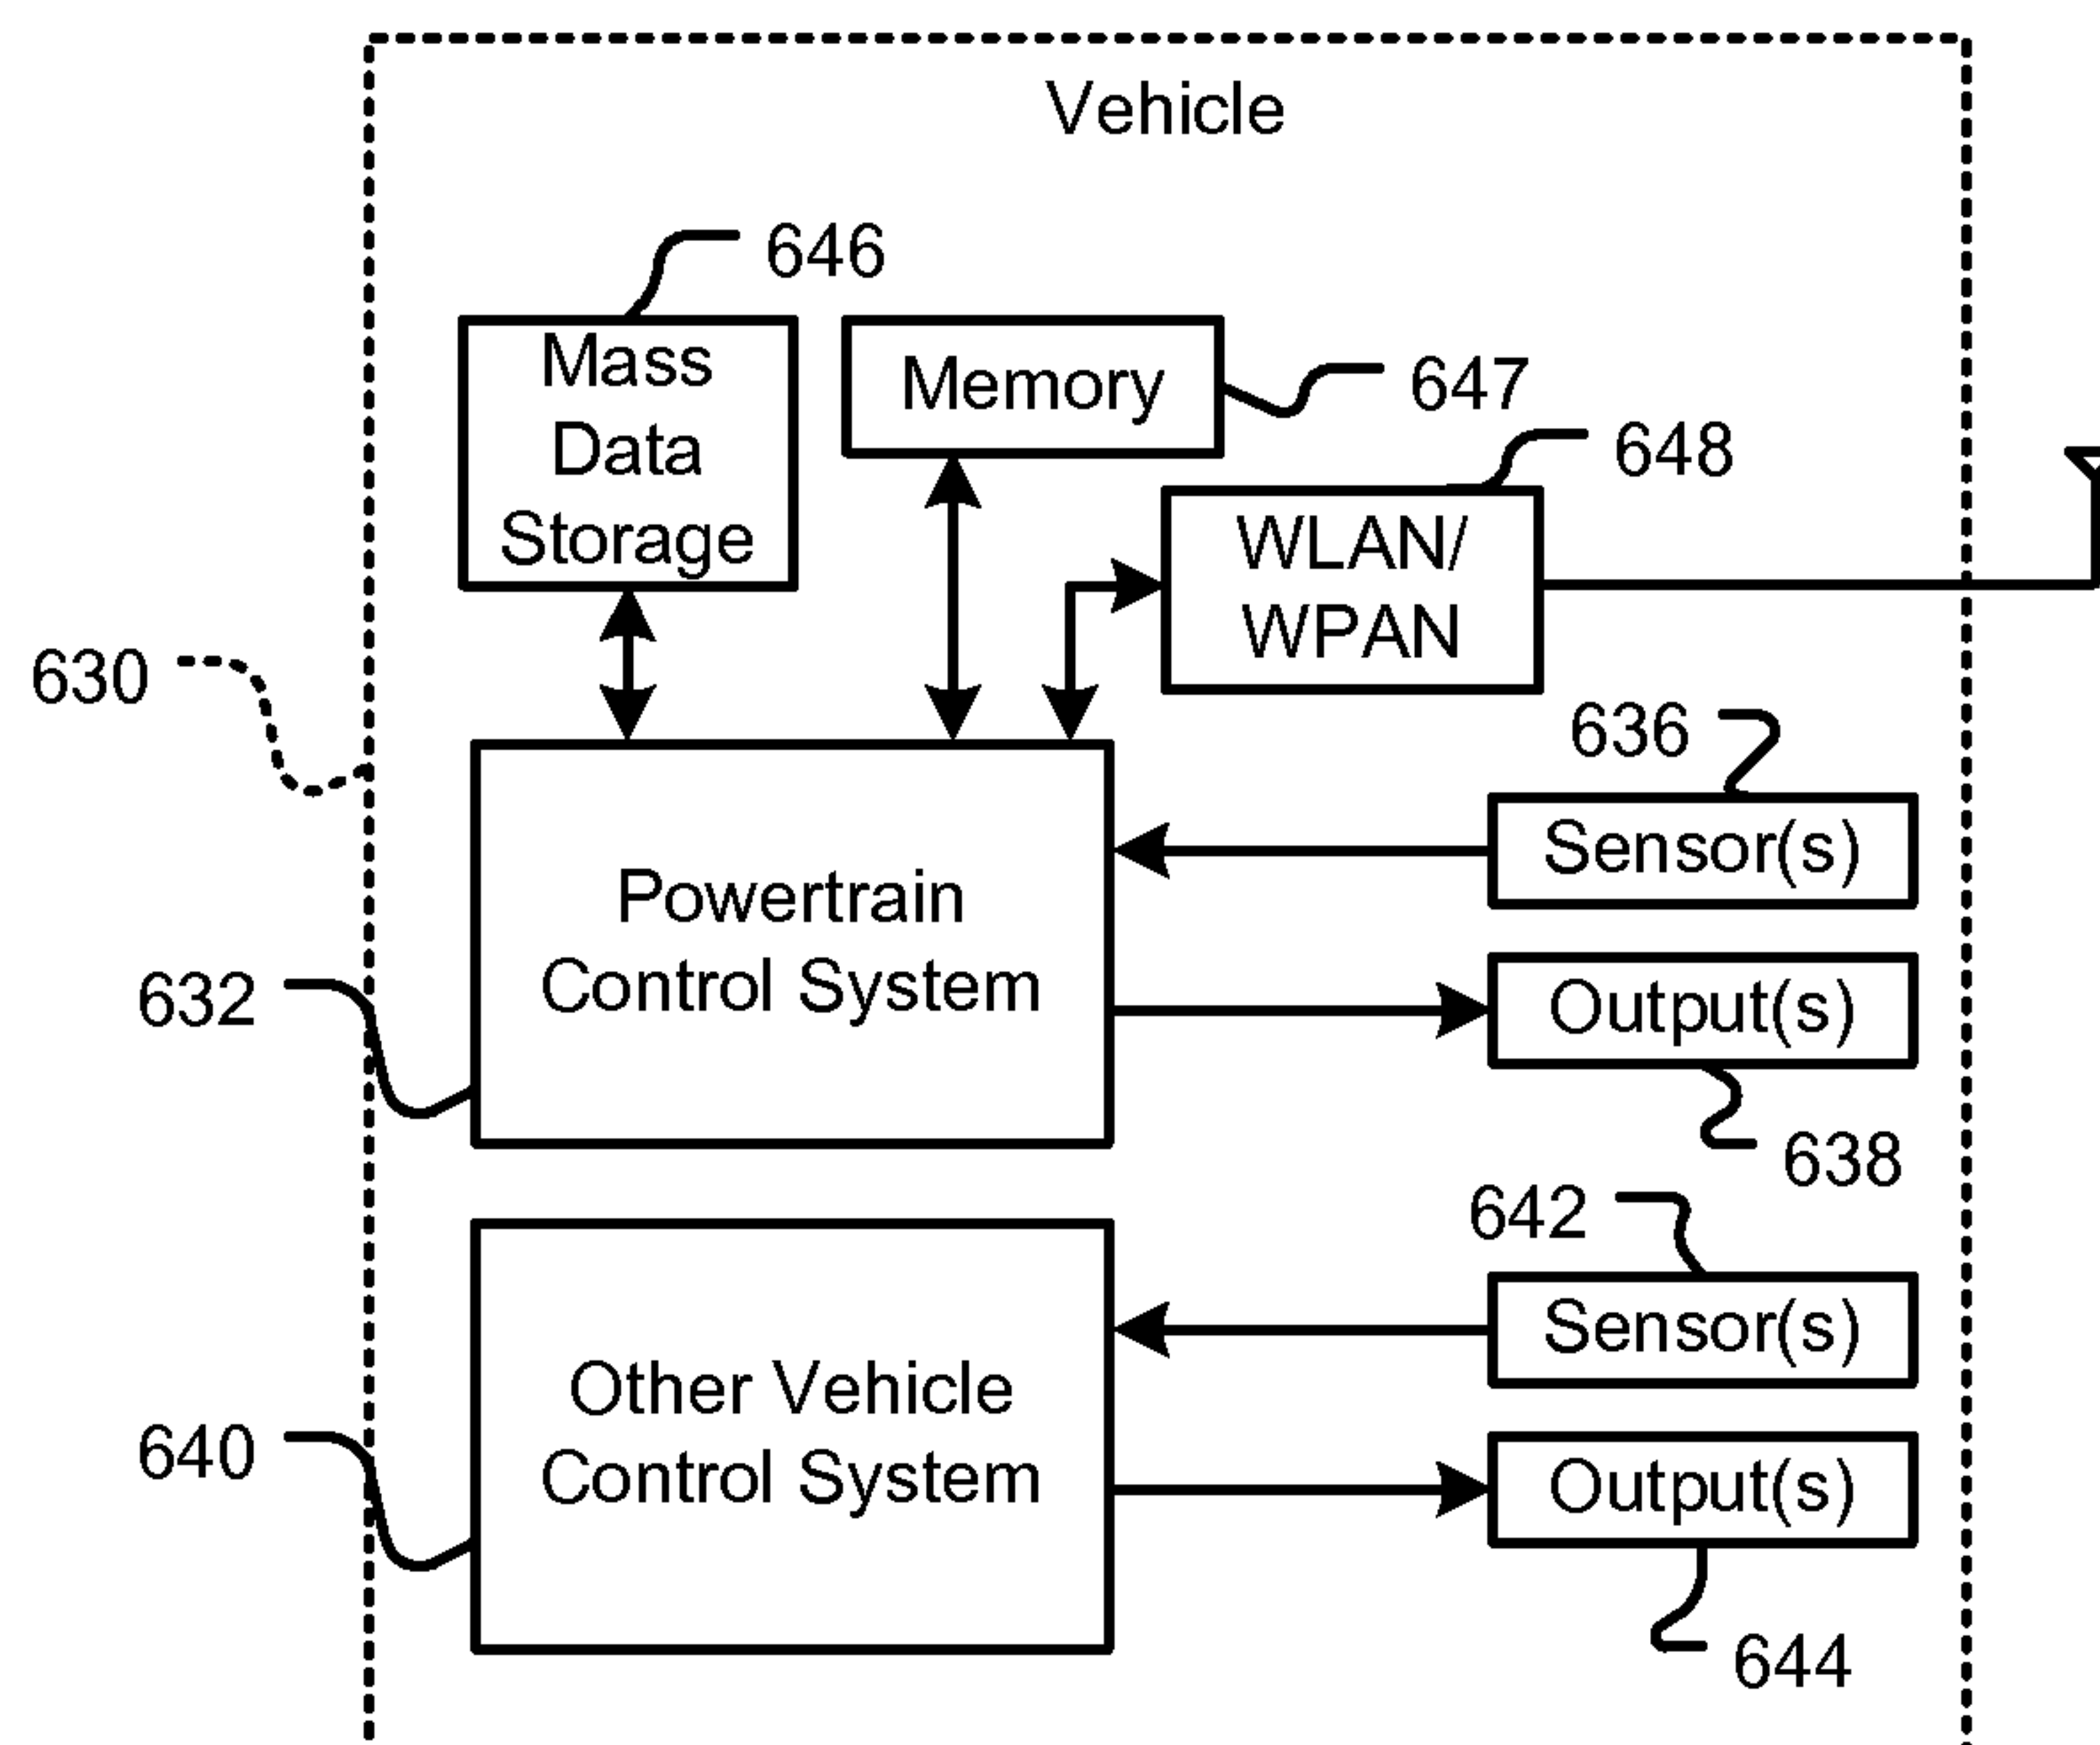 Vehicle
646
Mass
Data
Storage
Memory
647
648
WLAN/
WPAN
630
636
Sensor(s)
Powertrain
Control System
632
Output(s)
638
642
Sensor(s)
Other Vehicle
Control System
640
Output(s)
644